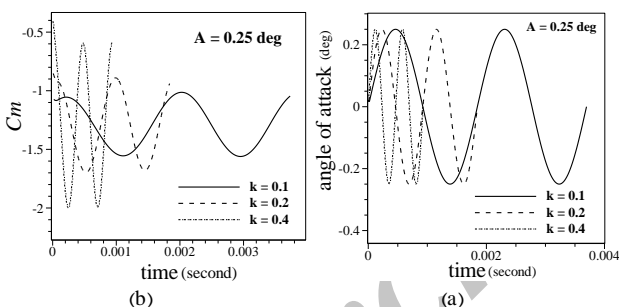 -0.5
-1
-1.5
-2
Cm
A = 0.25 deg
k = 0.1
k = 0.2
k = 0.4
0
0.001
0.002
0.003
time (second)
(b)
0.2
0
-0.2
-0.4
angle of attack (deg)
A = 0.25 deg
k = 0.1
k = 0.2
k = 0.4
0
0.002
0.004
time (second)
(a)